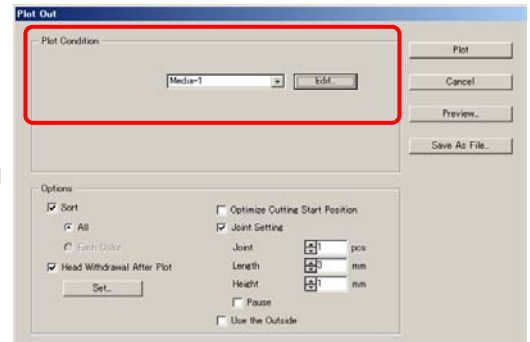 Plot Out
Plot Condition
Media-1
Edit...
Plot
Cancel
Preview...
Save As File...
Options
Sort
All
Each Color
Head Withdrawal After Plot
Set...
Optimize Cutting Start Position
Joint Setting
Joint 1 pcs
Length 3 mm
Height 1 mm
Pause
Use the Outside